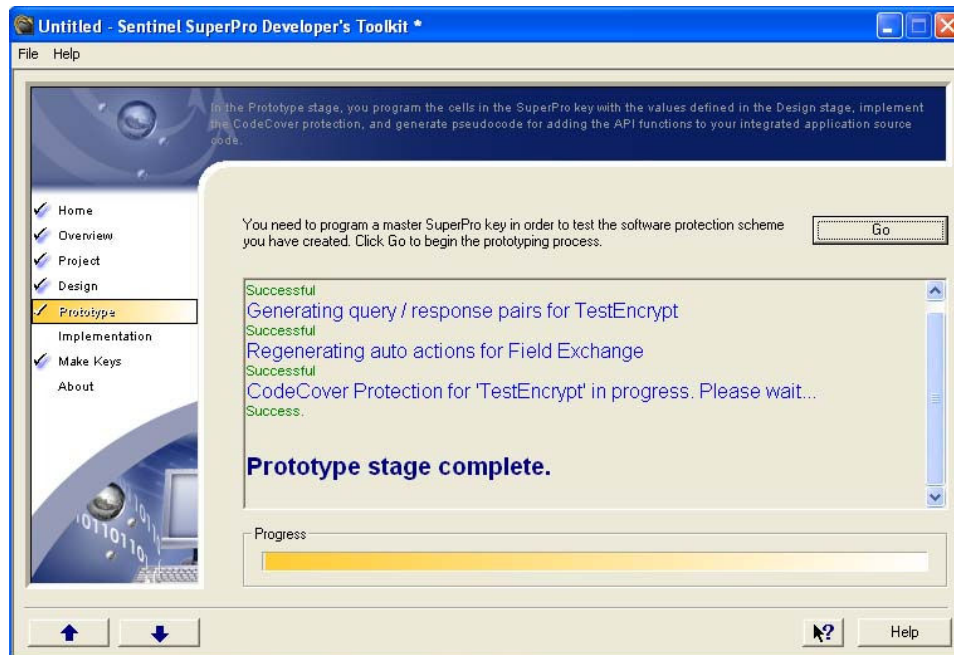 Untitled - Sentinel SuperPro Developer's Toolkit *
File Help
In the Prototype stage, you program the cells in the SuperPro key with the values defined in the Design stage, implement
the CodeCover protection, and generate pseudocode for adding the API functions to your integrated application source
code.
Home
Overview
Project
Design
Prototype
Implementation
Make Keys
About
You need to program a master SuperPro key in order to test the software protection scheme
you have created. Click Go to begin the prototyping process.
Go
Successful
Generating query / response pairs for TestEncrypt
Successful
Regenerating auto actions for Field Exchange
Successful
CodeCover Protection for 'TestEncrypt' in progress. Please wait...
Success.
Prototype stage complete.
Progress
01101101
?
Help